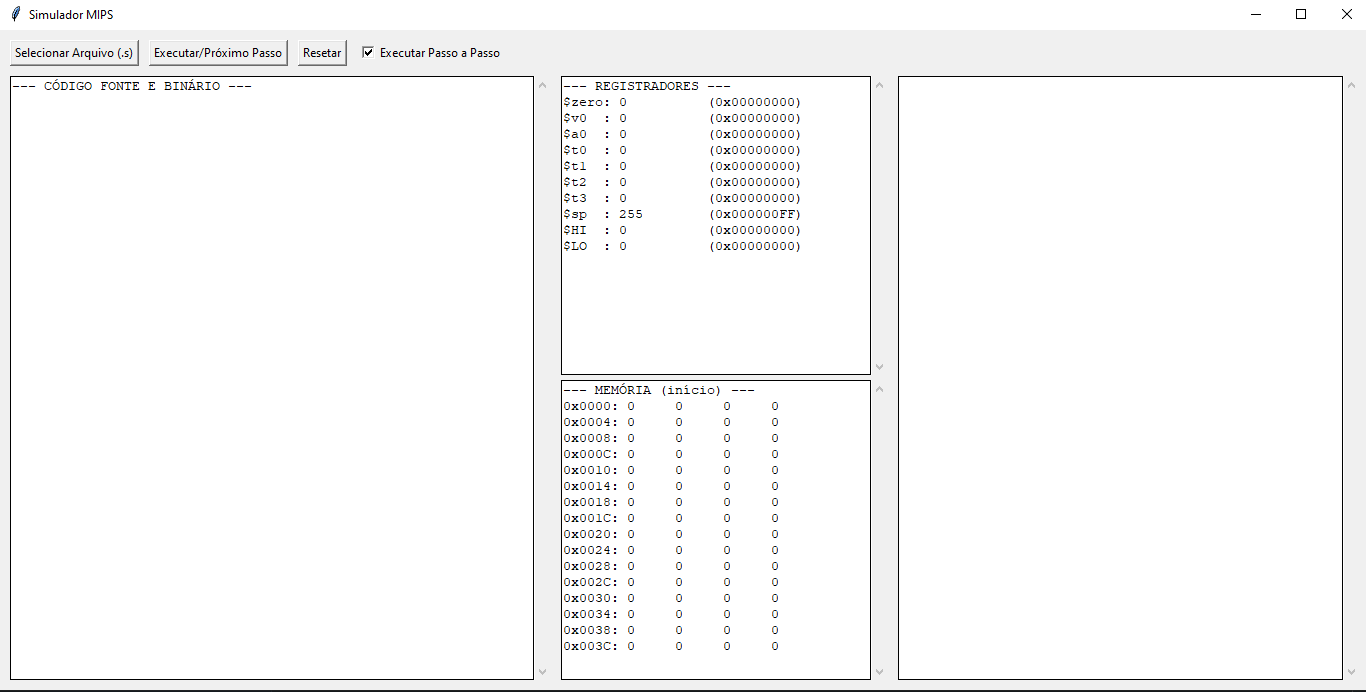 Simulador MIPS
Selecionar Arquivo (.s) Executar/Próximo Passo Resetar Executar Passo a Passo
--- CÓDIGO FONTE E BINÁRIO ---
--- REGISTRADORES ---
$zero: 0 (0x00000000)
$v0 : 0 (0x00000000)
$a0 : 0 (0x00000000)
$t0 : 0 (0x00000000)
$t1 : 0 (0x00000000)
$t2 : 0 (0x00000000)
$t3 : 0 (0x00000000)
$sp : 255 (0x000000FF)
$HI : 0 (0x00000000)
$LO : 0 (0x00000000)
--- MEMÓRIA (início) ---
0x0000: 0 0 0 0
0x0004: 0 0 0 0
0x0008: 0 0 0 0
0x000C: 0 0 0 0
0x0010: 0 0 0 0
0x0014: 0 0 0 0
0x0018: 0 0 0 0
0x001C: 0 0 0 0
0x0020: 0 0 0 0
0x0024: 0 0 0 0
0x0028: 0 0 0 0
0x002C: 0 0 0 0
0x0030: 0 0 0 0
0x0034: 0 0 0 0
0x0038: 0 0 0 0
0x003C: 0 0 0 0